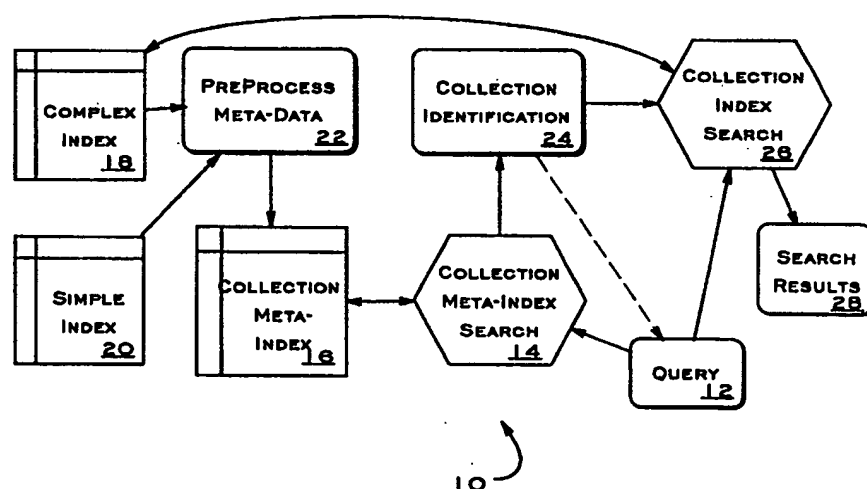 COMPLEX
INDEX
18
PREPROCESS
META-DATA
22
COLLECTION
IDENTIFICATION
24
COLLECTION
INDEX
SEARCH
26
SIMPLE
INDEX
20
COLLECTION
META-
INDEX
16
COLLECTION
META-INDEX
SEARCH
14
QUERY
12
SEARCH
RESULTS
28
10